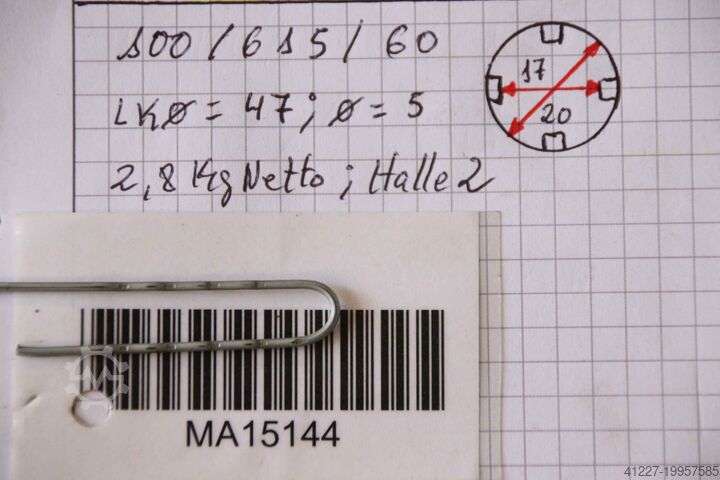 100 / 615 / 60
LKØ = 47; Ø = 5
2,8 Kg Netto; Halle 2
17
20
MA15144
41227-19957585